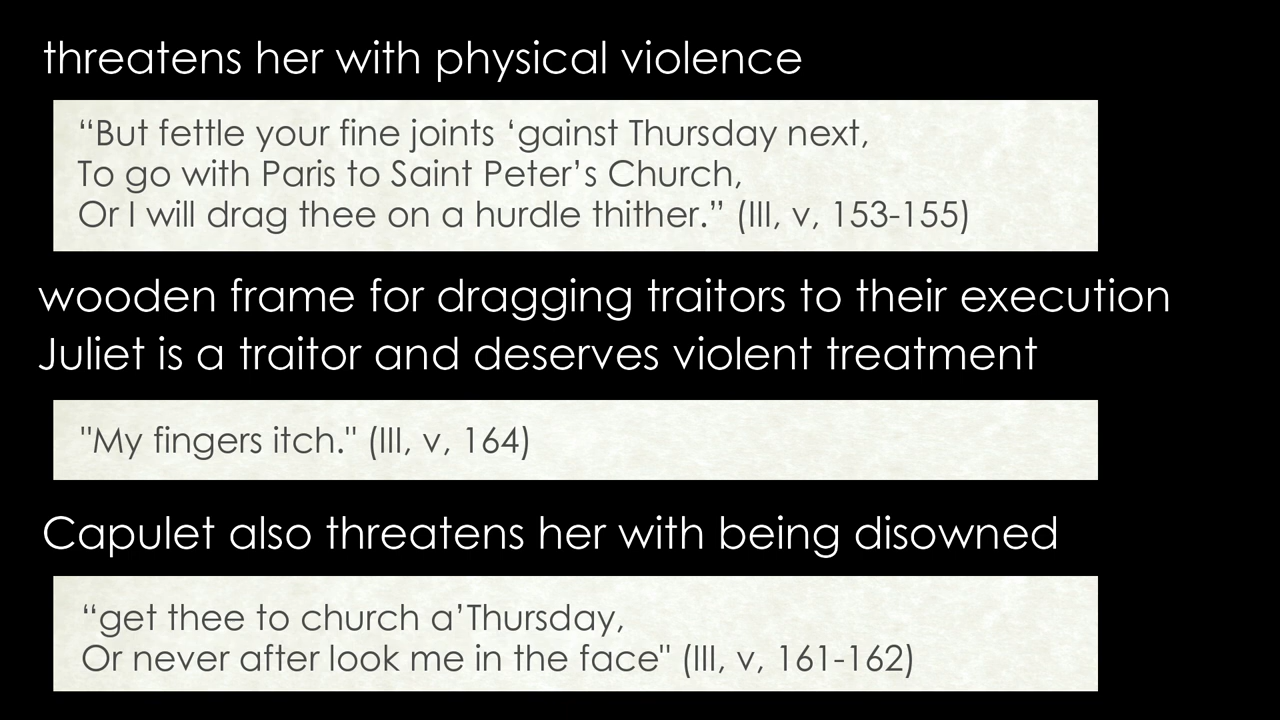 threatens her with physical violence
“But fettle your fine joints ‘gainst Thursday next,
To go with Paris to Saint Peter’s Church,
Or I will drag thee on a hurdle thither.” (III, v, 153-155)
wooden frame for dragging traitors to their execution
Juliet is a traitor and deserves violent treatment
"My fingers itch." (III, v, 164)
Capulet also threatens her with being disowned
“get thee to church a’Thursday,
Or never after look me in the face" (III, v, 161-162)